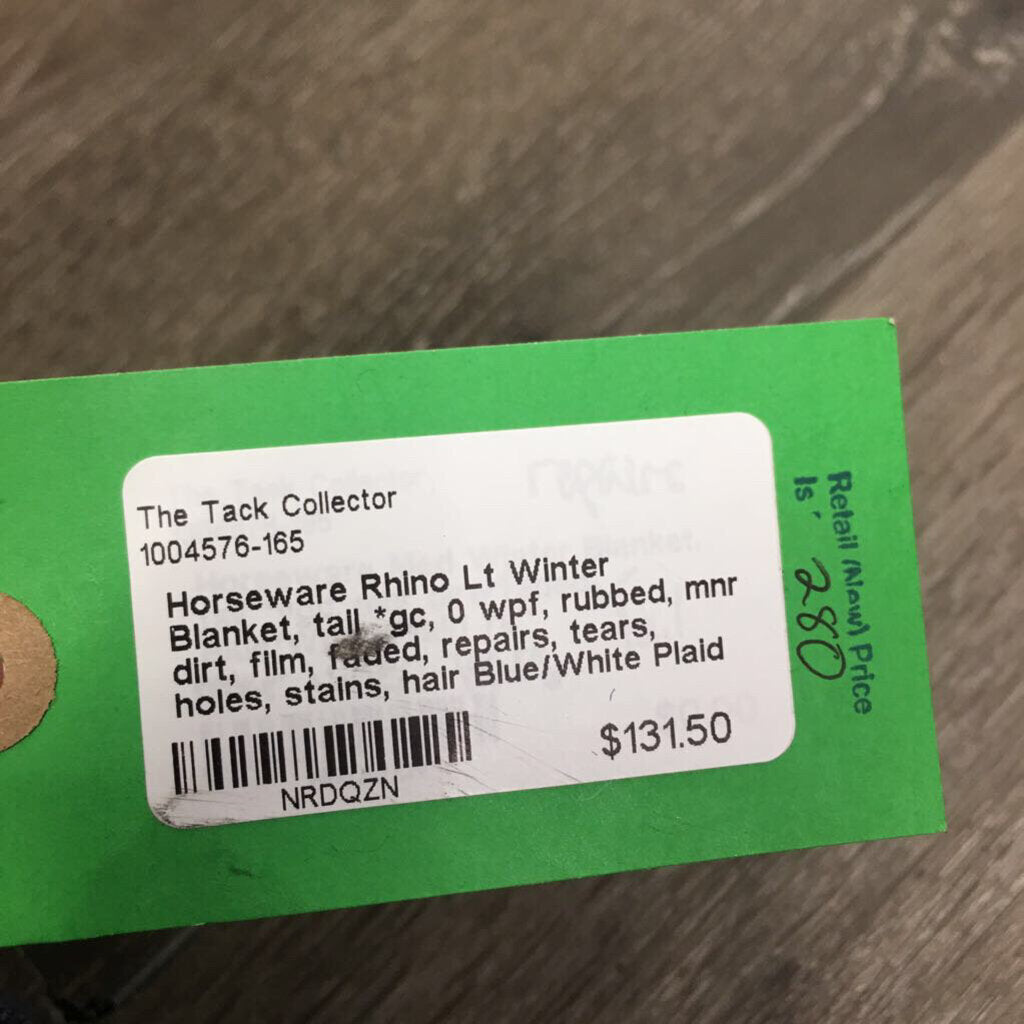 The Tack Collector
1004576-165
Horseware Rhino Lt Winter
Blanket, tall *gc, 0 wpf, rubbed, mnr
dirt, film, faded, repairs, tears,
holes, stains, hair Blue/White Plaid
$131.50
NRDQZN
Retail (New) Price
Is 280